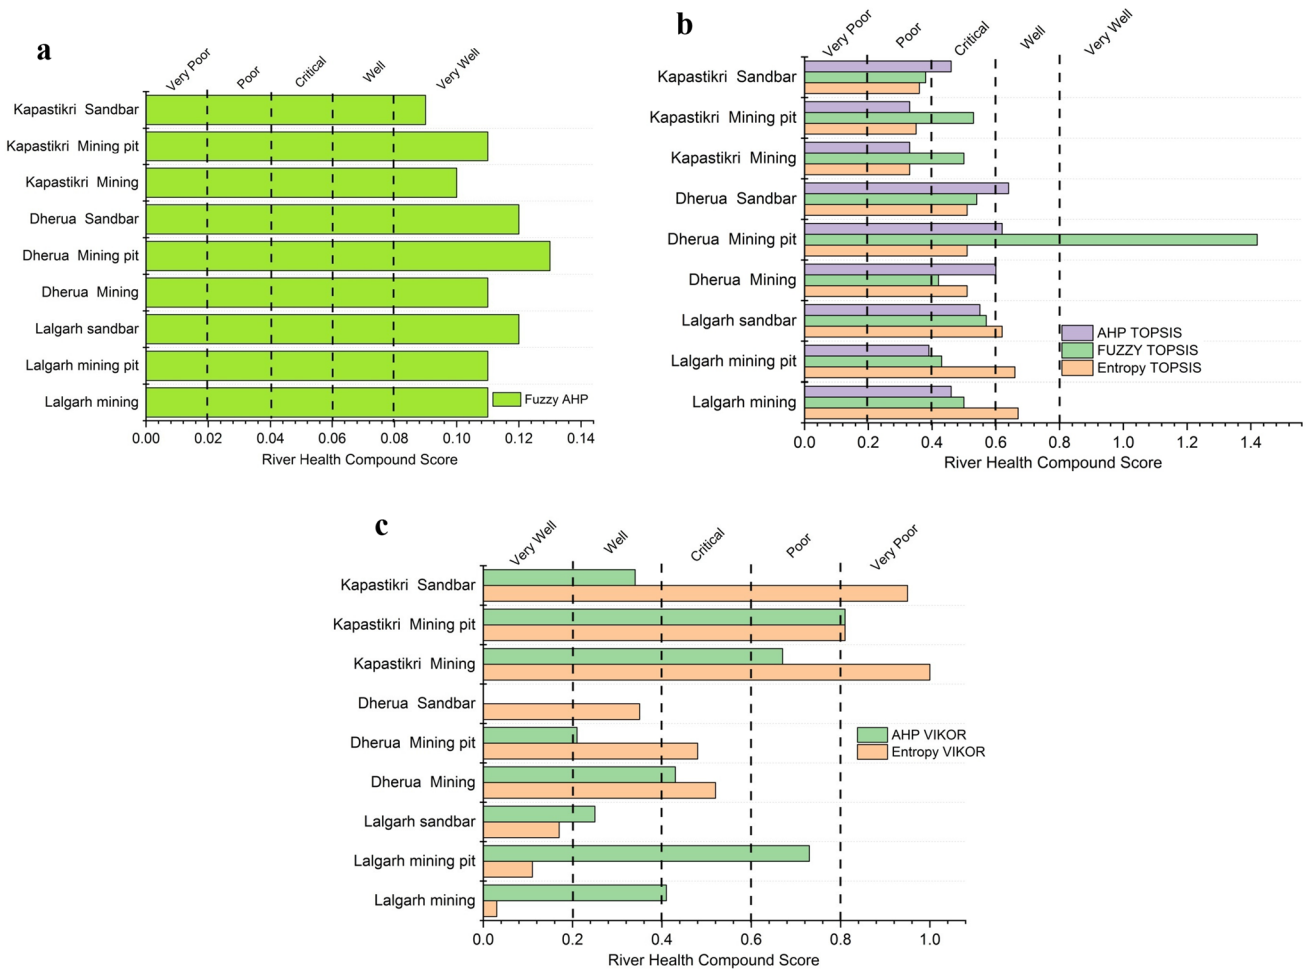 a
Very Poor
Poor
Critical
Well
Very Well
Kapastikri Sandbar
Kapastikri Mining pit
Kapastikri Mining
Dherua Sandbar
Dherua Mining pit
Dherua Mining
Lalgarh sandbar
Lalgarh mining pit
Lalgarh mining
Fuzzy AHP
0.00 0.02 0.04 0.06 0.08 0.10 0.12 0.14
River Health Compound Score
b
Very Poor
Poor
Critical
Well
Very Well
Kapastikri Sandbar
Kapastikri Mining pit
Kapastikri Mining
Dherua Sandbar
Dherua Mining pit
Dherua Mining
Lalgarh sandbar
Lalgarh mining pit
Lalgarh mining
AHP TOPSIS
FUZZY TOPSIS
Entropy TOPSIS
0.0 0.2 0.4 0.6 0.8 1.0 1.2 1.4
River Health Compound Score
c
Very Well
Well
Critical
Poor
Very Poor
Kapastikri Sandbar
Kapastikri Mining pit
Kapastikri Mining
Dherua Sandbar
Dherua Mining pit
Dherua Mining
Lalgarh sandbar
Lalgarh mining pit
Lalgarh mining
AHP VIKOR
Entropy VIKOR
0.0 0.2 0.4 0.6 0.8 1.0
River Health Compound Score